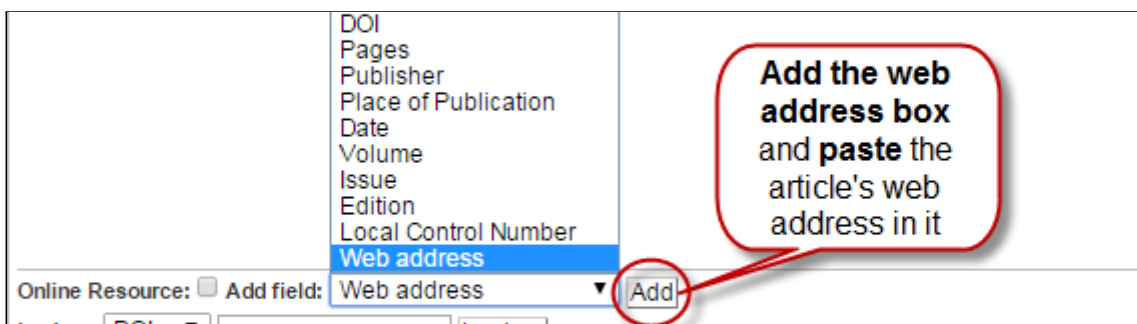 DOI
Pages
Publisher
Place of Publication
Date
Volume
Issue
Edition
Local Control Number
Web address
Add the web
address box
and paste the
article's web
address in it
Online Resource: Add field: Web address Add
DOI